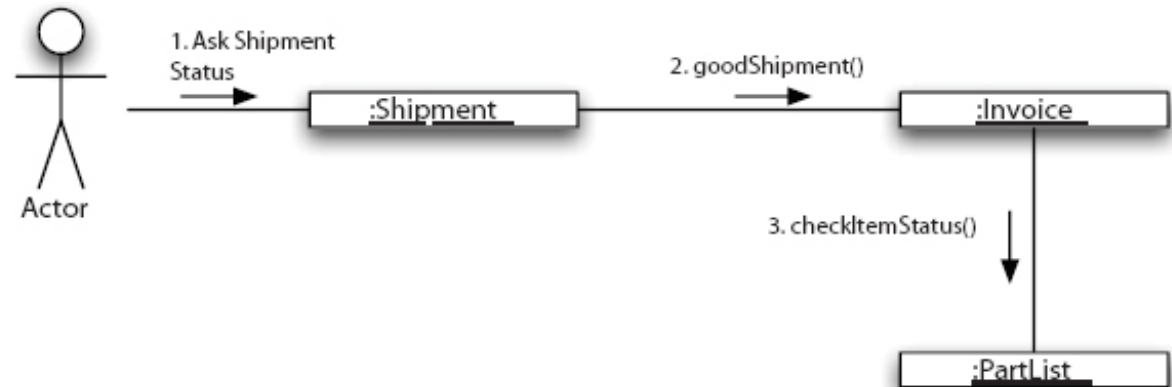 1. Ask Shipment
Status
2. goodShipment()
:Shipment
:Invoice
Actor
3. checkItemStatus()
:PartList